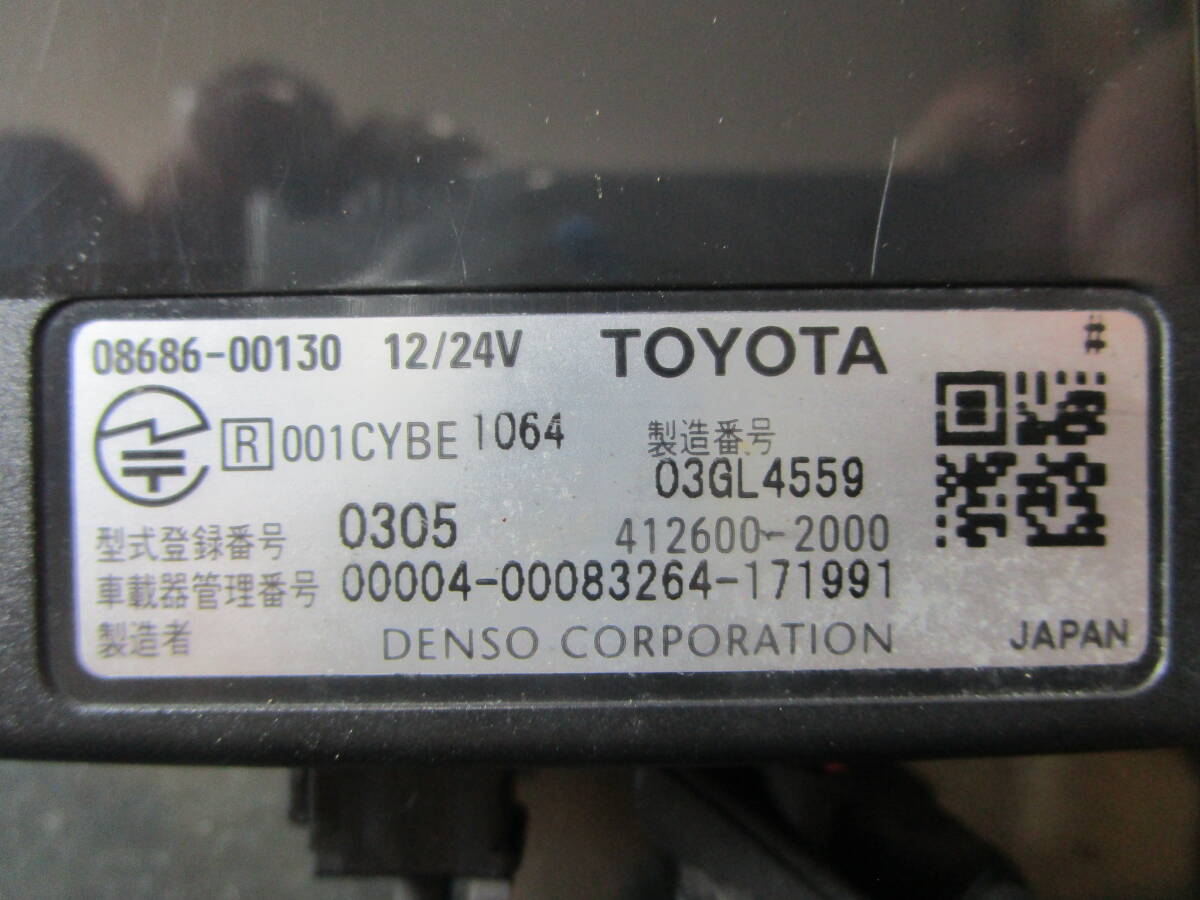 08686-00130 12/24V TOYOTA #
R 001CYBE 1064 製造番号
03GL4559
型式登録番号 0305 412600-2000
車載器管理番号 00004-00083264-171991
製造者 DENSO CORPORATION JAPAN